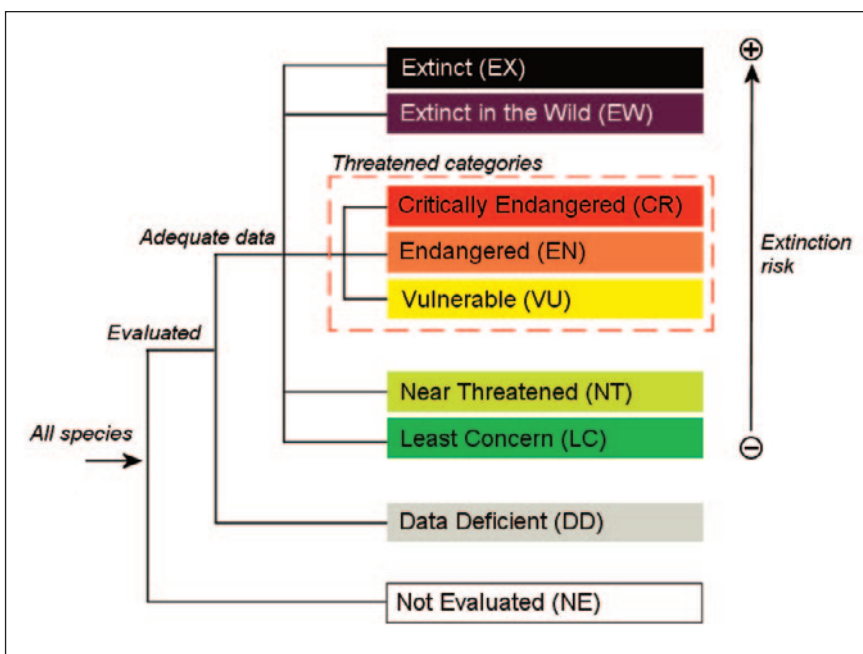 Extinct (EX)
Extinct in the Wild (EW)
Threatened categories
Critically Endangered (CR)
Adequate data
Endangered (EN)
Extinction
risk
Vulnerable (VU)
Evaluated
Near Threatened (NT)
All species
Least Concern (LC)
Data Deficient (DD)
Not Evaluated (NE)